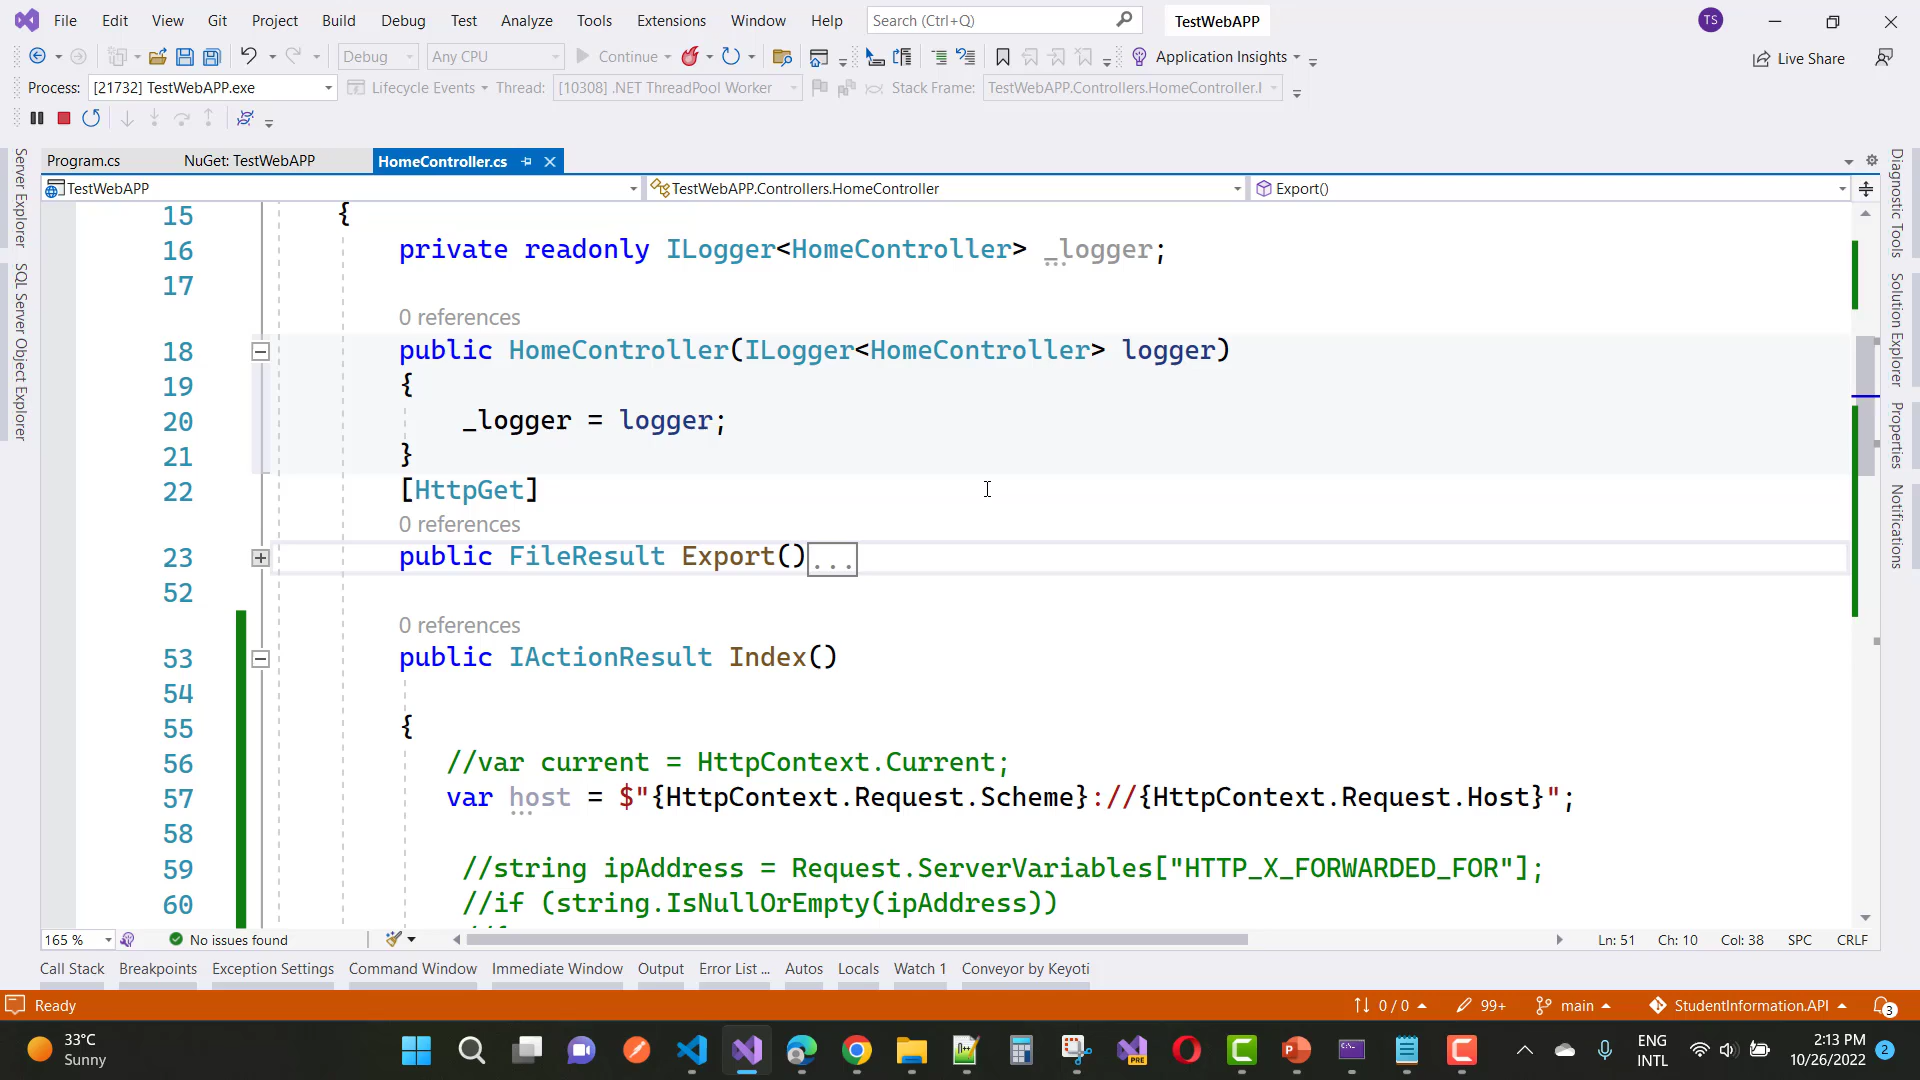 File Edit View Git Project Build Debug Test Analyze Tools Extensions Window Help Search (Ctrl+Q) TestWebAPP TS
Debug Any CPU Continue Application Insights Live Share
Process: [21732] TestWebAPP.exe Lifecycle Events Thread: [10308] .NET ThreadPool Worker Stack Frame: TestWebAPP.Controllers.HomeController.I
Server Explorer
SQL Server Object Explorer
Program.cs NuGet: TestWebAPP HomeController.cs
TestWebAPP TestWebAPP.Controllers.HomeController Export()
15 {
16 private readonly ILogger<HomeController> _logger;
17
0 references
18 public HomeController(ILogger<HomeController> logger)
19 {
20 _logger = logger;
21 }
22 [HttpGet]
0 references
23 public FileResult Export()...
52
0 references
53 public IActionResult Index()
54
55 {
56 //var current = HttpContext.Current;
57 var host = $"{HttpContext.Request.Scheme}://{HttpContext.Request.Host}";
58
59 //string ipAddress = Request.ServerVariables["HTTP_X_FORWARDED_FOR"];
60 //if (string.IsNullOrEmpty(ipAddress))
Diagnostic Tools
Solution Explorer
Properties
Notifications
165 % No issues found Ln: 51 Ch: 10 Col: 38 SPC CRLF
Call Stack Breakpoints Exception Settings Command Window Immediate Window Output Error List ... Autos Locals Watch 1 Conveyor by Keyoti
Ready 0 / 0 99+ main StudentInformation.API 3
33°C
Sunny
PRE
ENG
INTL
2:13 PM
10/26/2022
2